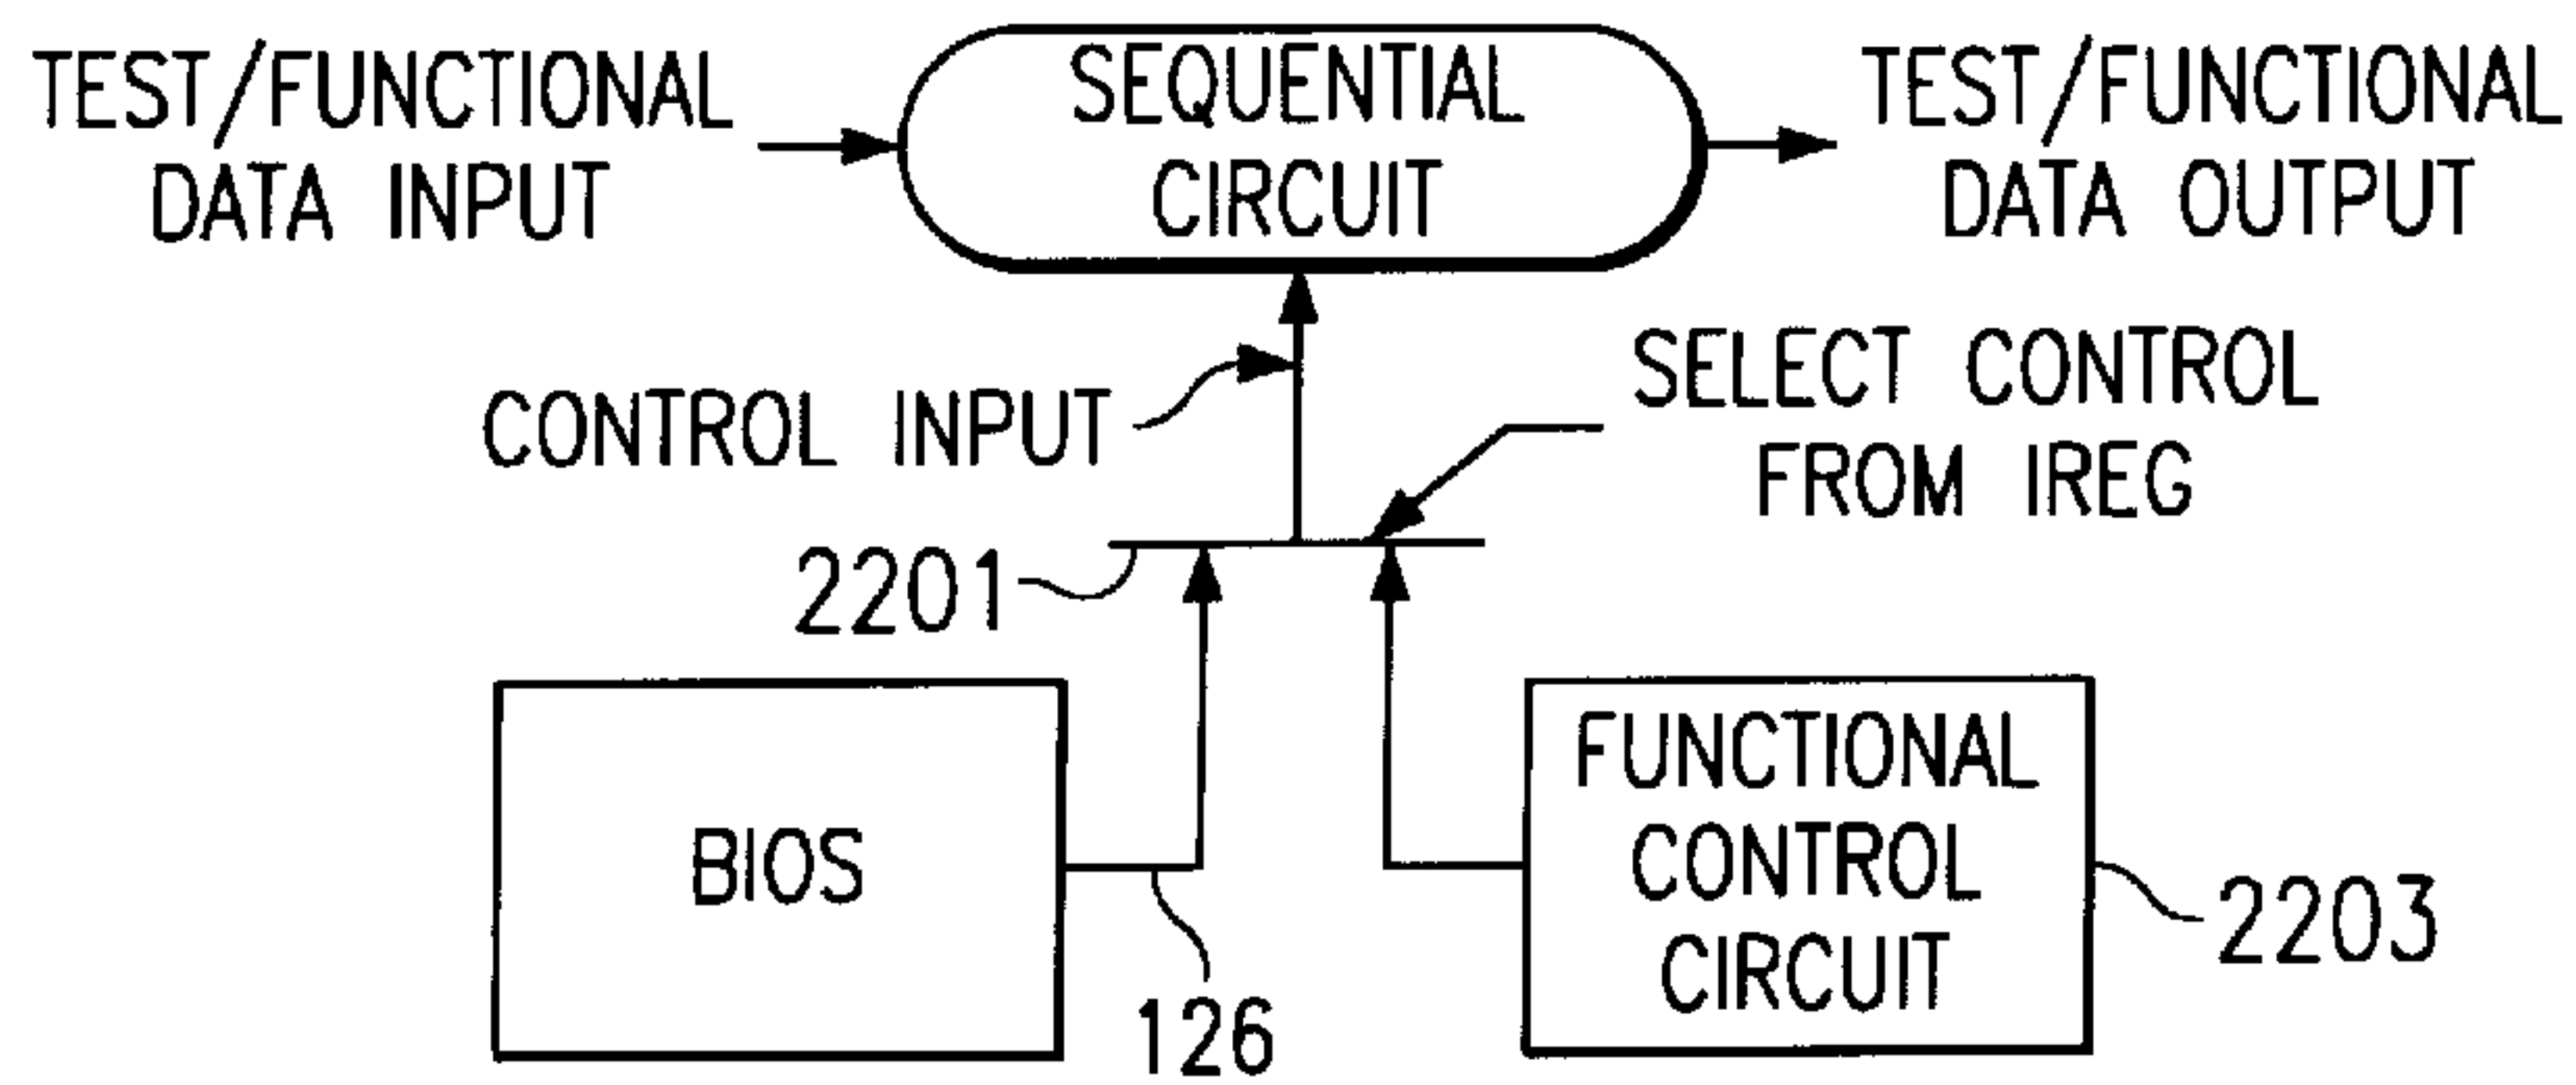 TEST/FUNCTIONAL
DATA INPUT
SEQUENTIAL
CIRCUIT
TEST/FUNCTIONAL
DATA OUTPUT
CONTROL INPUT
SELECT CONTROL
FROM IREG
2201
BIOS
126
FUNCTIONAL
CONTROL
CIRCUIT
2203